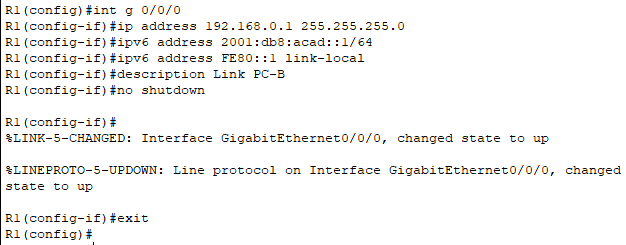 R1(config)#int g 0/0/0
R1(config-if)#ip address 192.168.0.1 255.255.255.0
R1(config-if)#ipv6 address 2001:db8:acad::1/64
R1(config-if)#ipv6 address FE80::1 link-local
R1(config-if)#description Link PC-B
R1(config-if)#no shutdown
R1(config-if)#
%LINK-5-CHANGED: Interface GigabitEthernet0/0/0, changed state to up
%LINEPROTO-5-UPDOWN: Line protocol on Interface GigabitEthernet0/0/0, changed
state to up
R1(config-if)#exit
R1(config)#